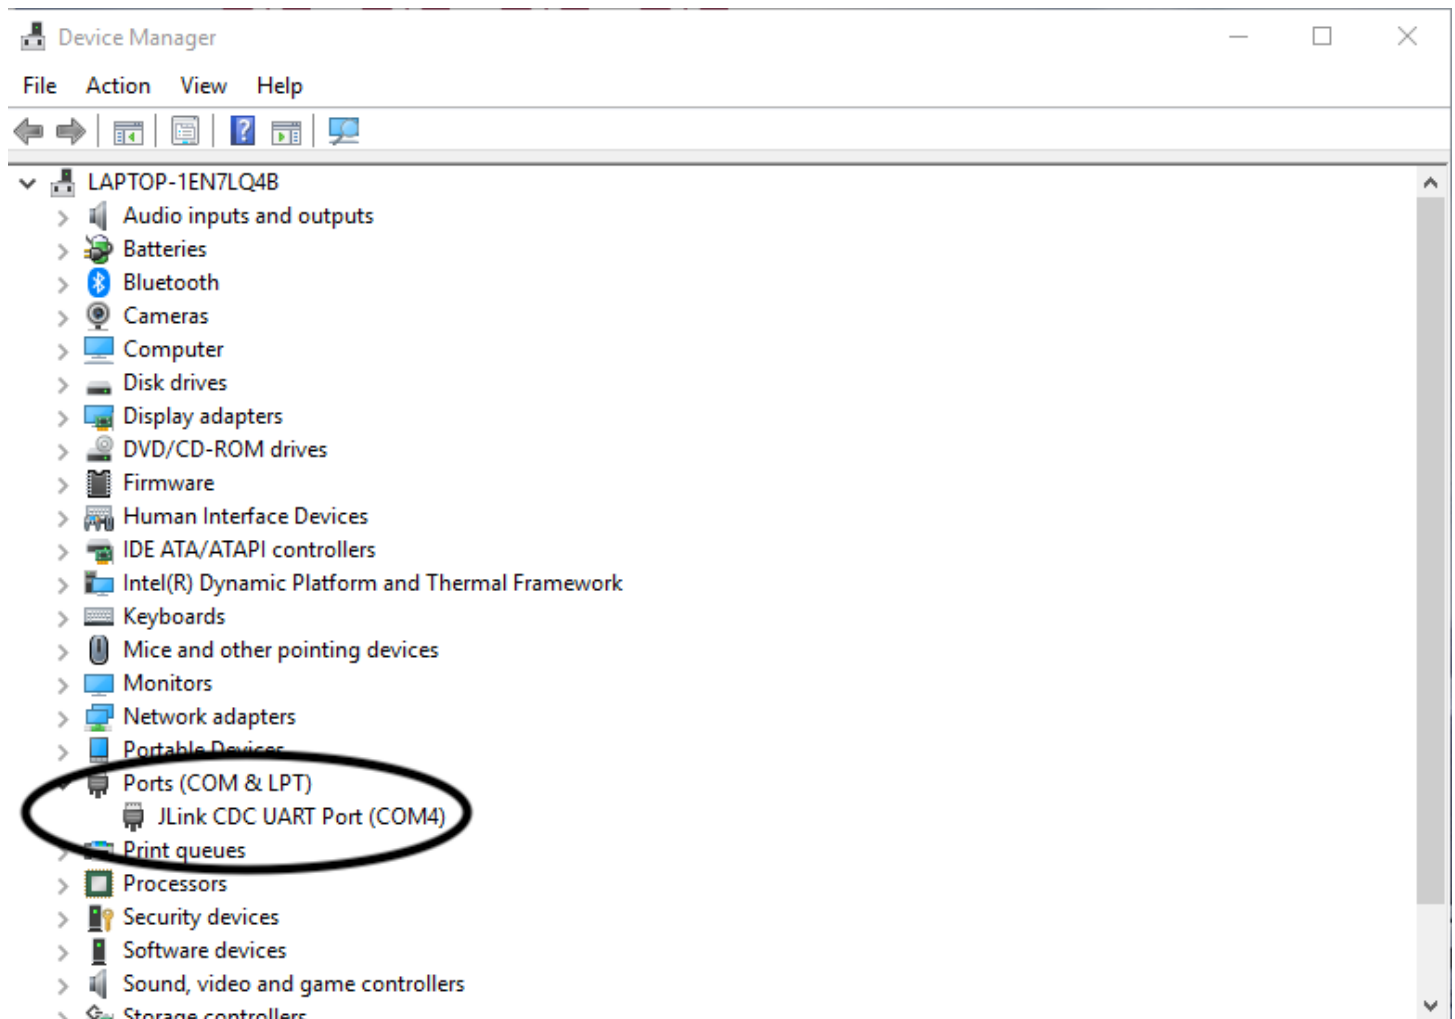 Device Manager
File Action View Help
LAPTOP-1EN7LQ4B
Audio inputs and outputs
Batteries
Bluetooth
Cameras
Computer
Disk drives
Display adapters
DVD/CD-ROM drives
Firmware
Human Interface Devices
IDE ATA/ATAPI controllers
Intel(R) Dynamic Platform and Thermal Framework
Keyboards
Mice and other pointing devices
Monitors
Network adapters
Portable Devices
Ports (COM & LPT)
JLink CDC UART Port (COM4)
Print queues
Processors
Security devices
Software devices
Sound, video and game controllers
Storage controllers